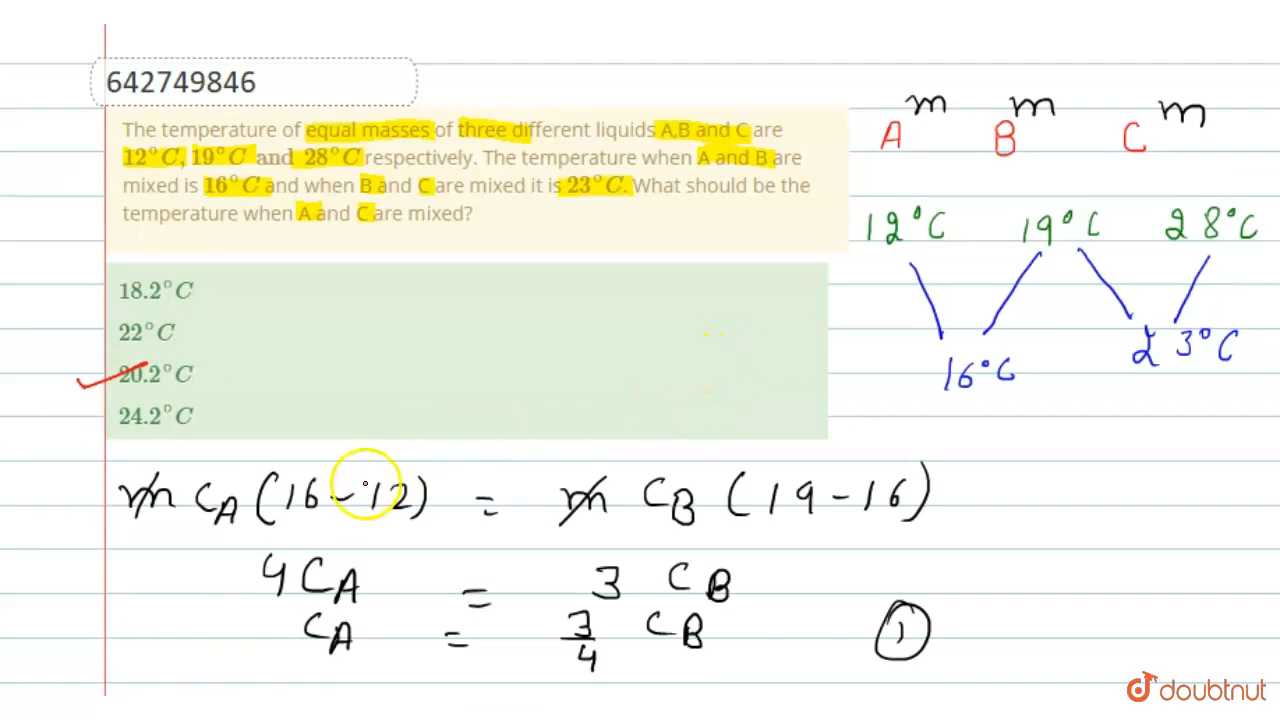 642749846
The temperature of equal masses of three different liquids A,B and C are
12°C, 19°C and 28°C respectively. The temperature when A and B are
mixed is 16°C and when B and C are mixed it is 23°C. What should be the
temperature when A and C are mixed?
18.2°C
22°C
20.2°C
24.2°C
m m m
A B C
12°C 19°C 28°C
16°C 23°C
m C_A (16-12) = m C_B (19-16)
4 C_A = 3 C_B
C_A = 3/4 C_B 1
doubtnut